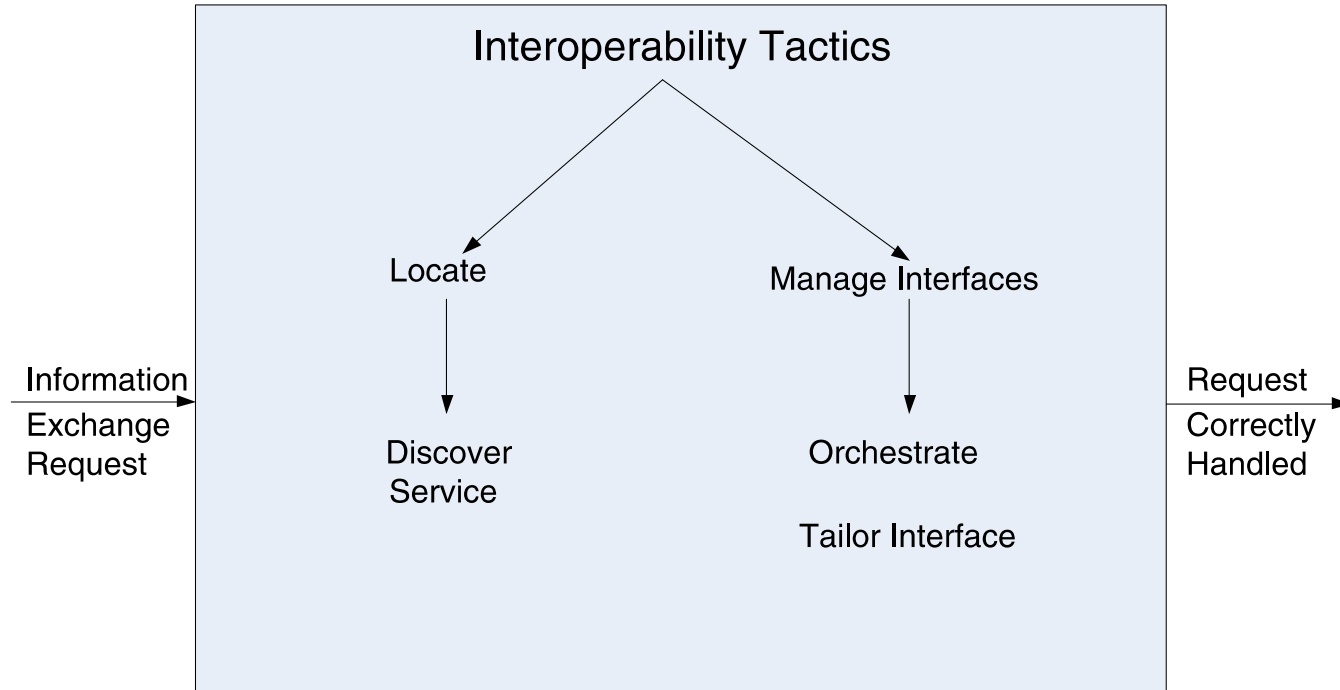 Interoperability Tactics
Locate
Manage Interfaces
Information
Exchange
Request
Discover
Service
Orchestrate
Tailor Interface
Request
Correctly
Handled